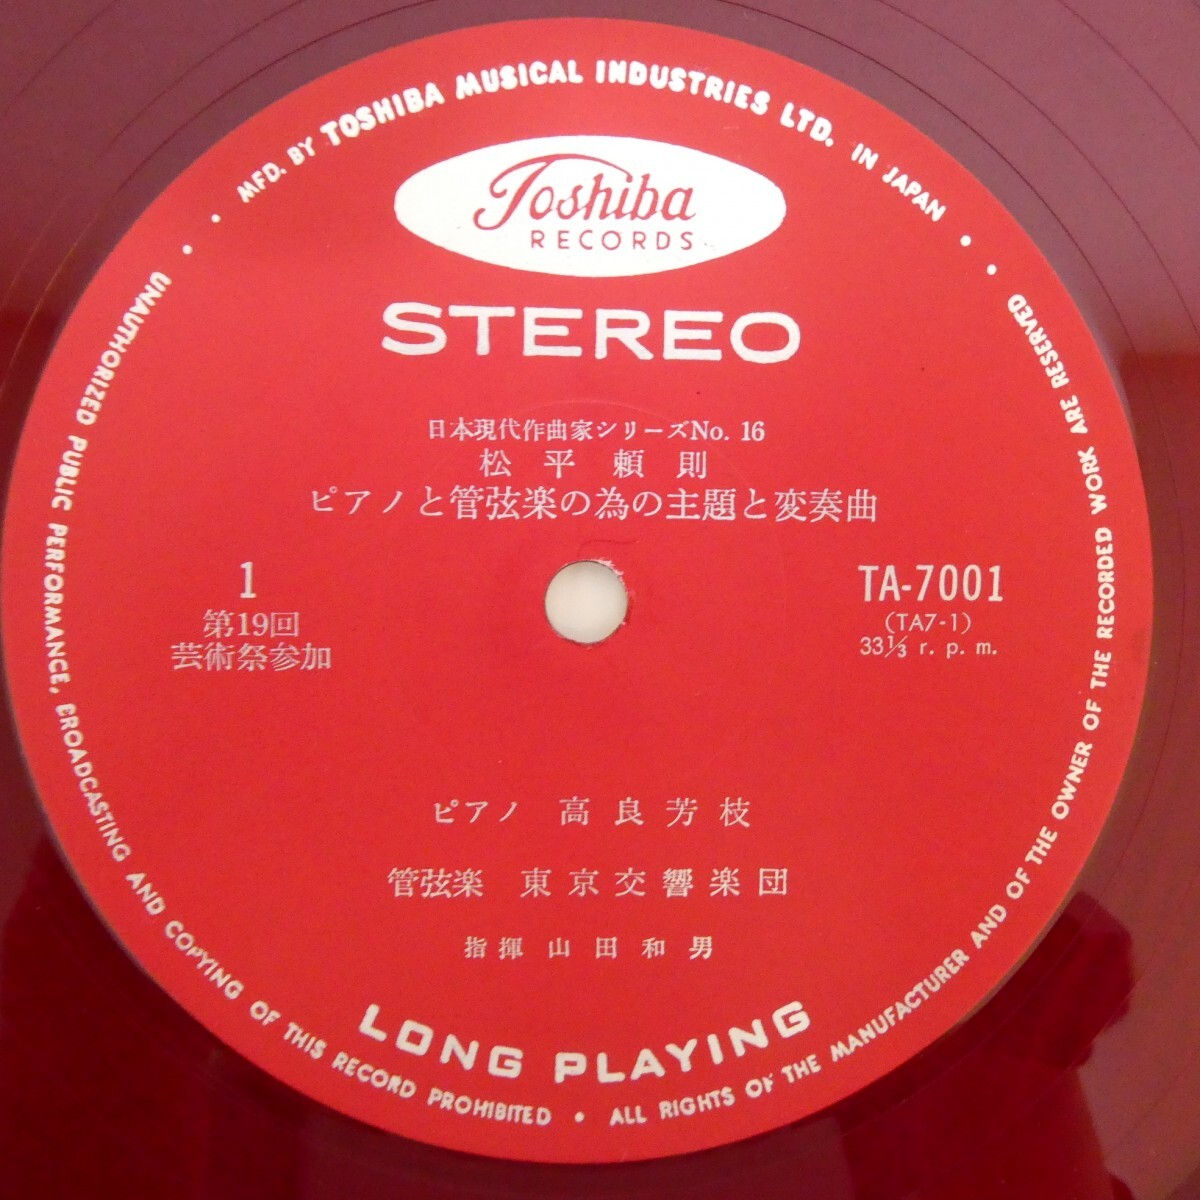 MFD. BY TOSHIBA MUSICAL INDUSTRIES LTD. IN JAPAN
Toshiba
RECORDS
STEREO
日本現代作曲家シリーズNo. 16
松平頼則
ピアノと管弦楽の為の主題と変奏曲
1
第19回
芸術祭参加
TA-7001
(TA7-1)
33⅓ r. p. m.
ピアノ 高良芳枝
管弦楽 東京交響楽団
指揮 山田和男
LONG PLAYING
UNAUTHORIZED PUBLIC PERFORMANCE, BROADCASTING AND COPYING OF THIS RECORD PROHIBITED • ALL RIGHTS OF THE MANUFACTURER AND OF THE OWNER OF THE RECORDED WORK ARE RESERVED